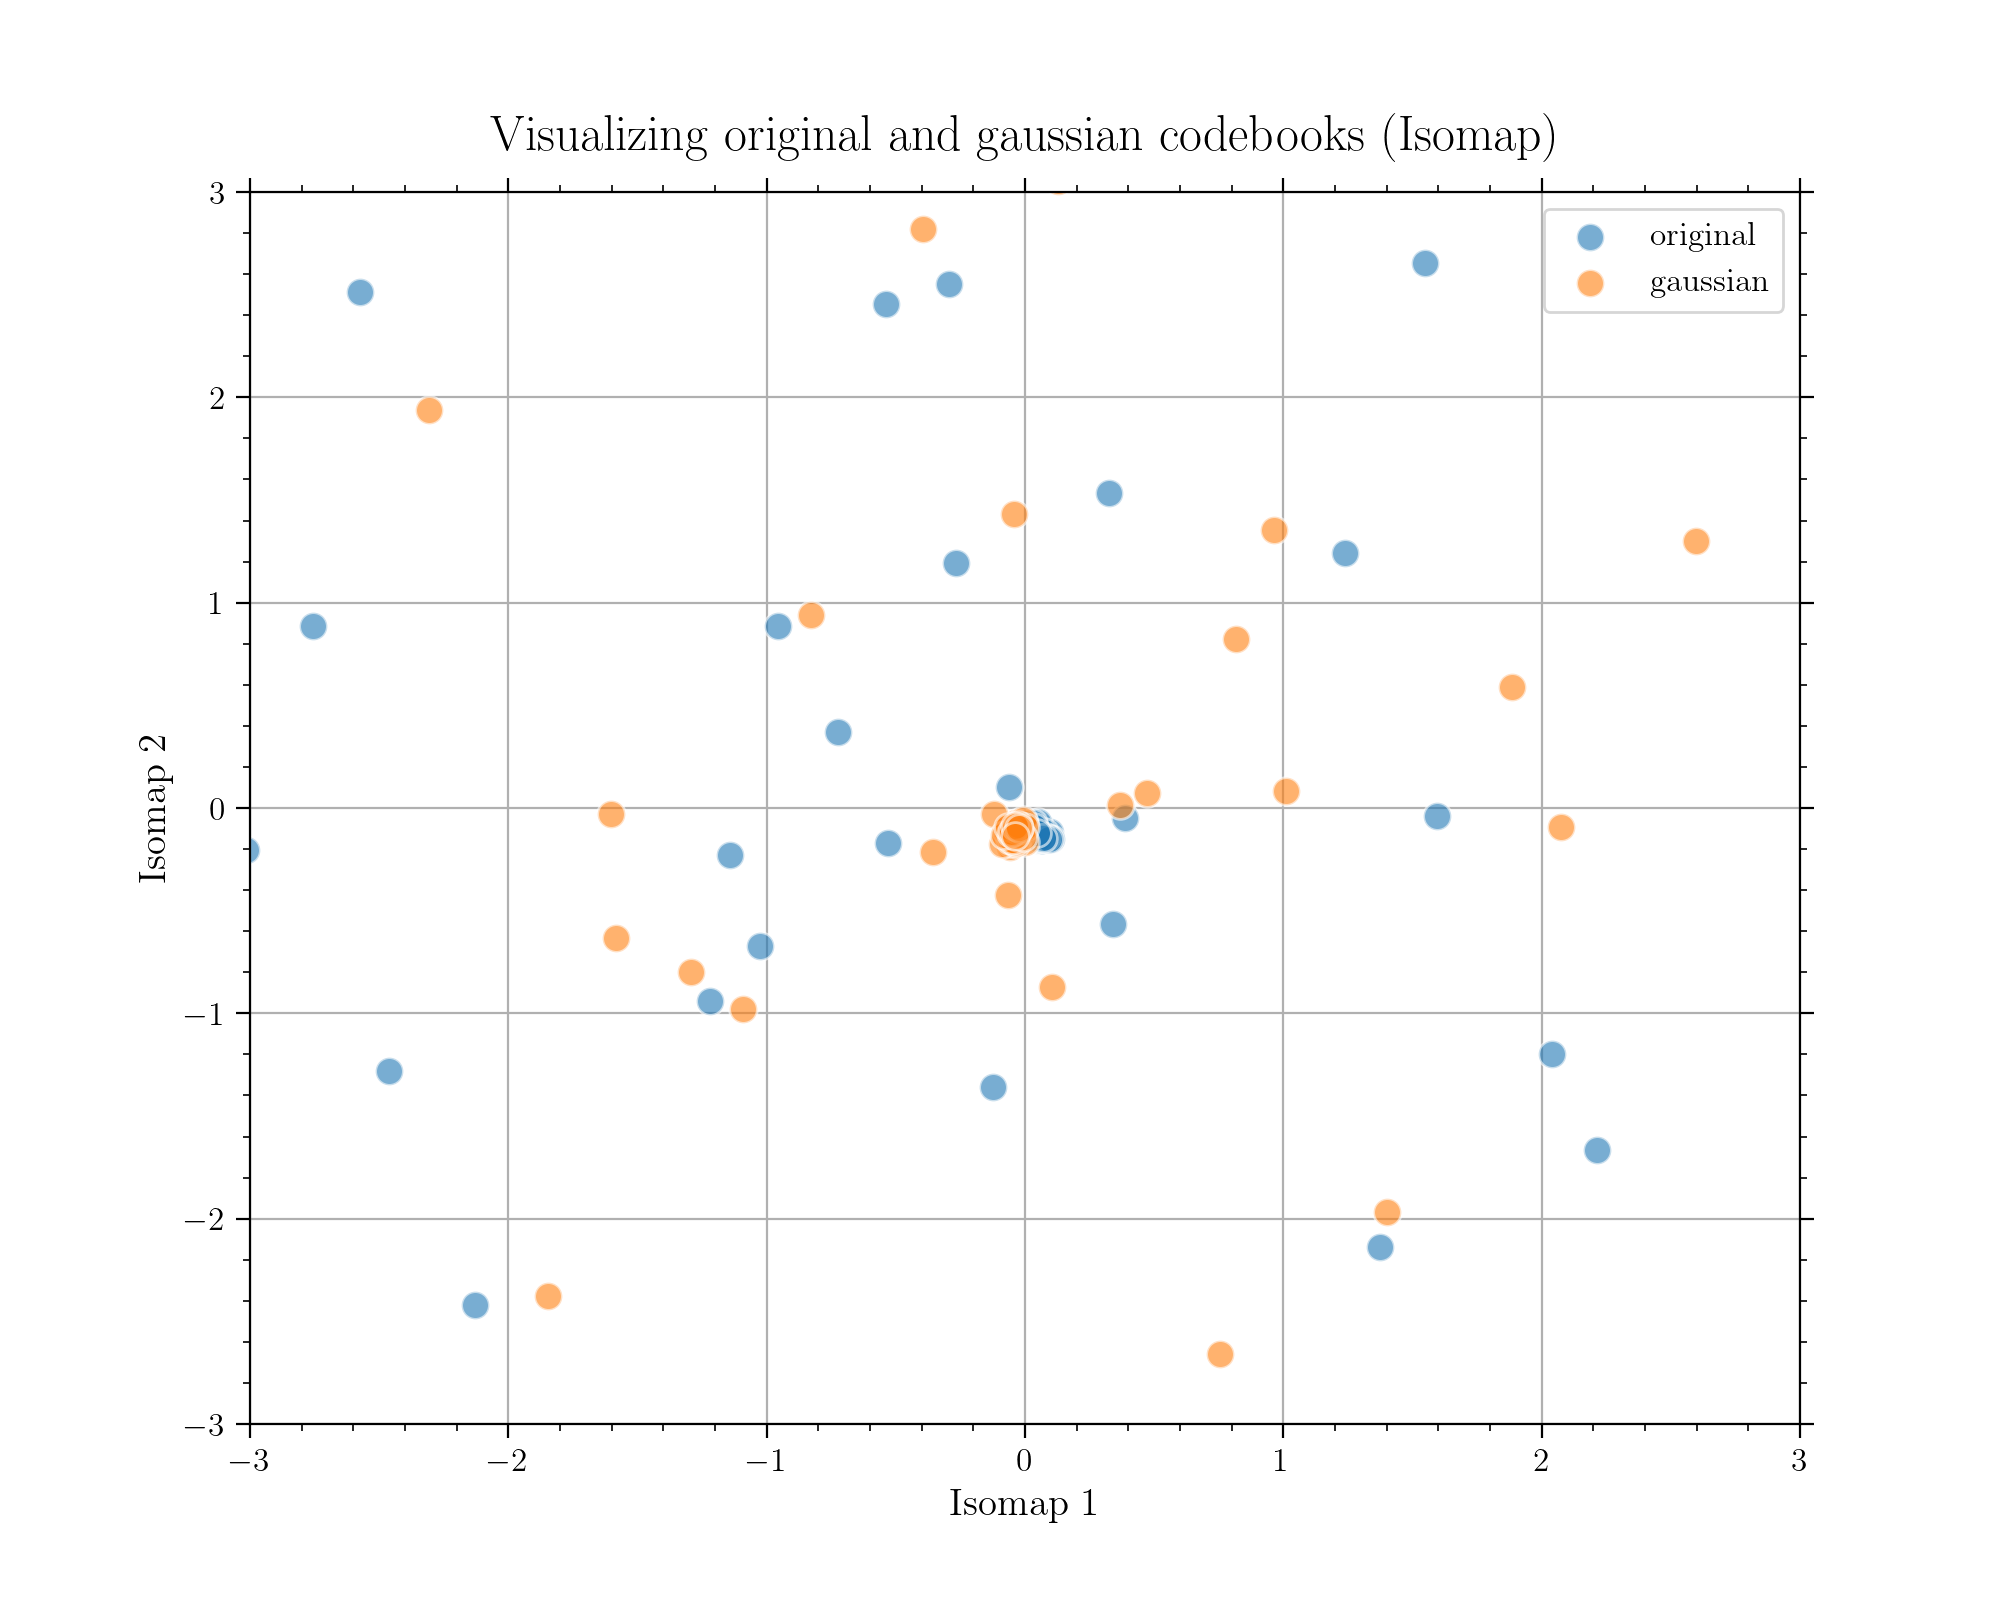 Visualizing original and gaussian codebooks (Isomap)
original
gaussian
3
2
1
0
−1
−2
−3
Isomap 2
−3 −2 −1 0 1 2 3
Isomap 1